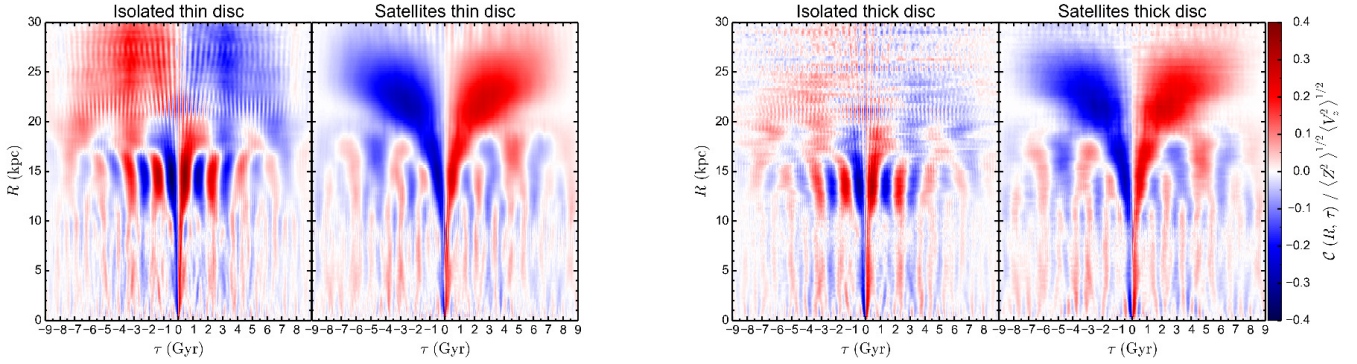 Isolated thin disc
Satellites thin disc
Isolated thick disc
Satellites thick disc
30
25
20
15
10
5
0
R (kpc)
−9−8−7−6−5−4−3−2−1 0 1 2 3 4 5 6 7 8
−9−8−7−6−5−4−3−2−1 0 1 2 3 4 5 6 7 8 9
τ (Gyr)
τ (Gyr)
30
25
20
15
10
5
0
R (kpc)
−9−8−7−6−5−4−3−2−1 0 1 2 3 4 5 6 7 8
−9−8−7−6−5−4−3−2−1 0 1 2 3 4 5 6 7 8 9
τ (Gyr)
τ (Gyr)
0.4
0.3
0.2
0.1
0.0
−0.1
−0.2
−0.3
−0.4
C (R, τ) / ⟨Z²⟩^1/2 ⟨V_z²⟩^1/2